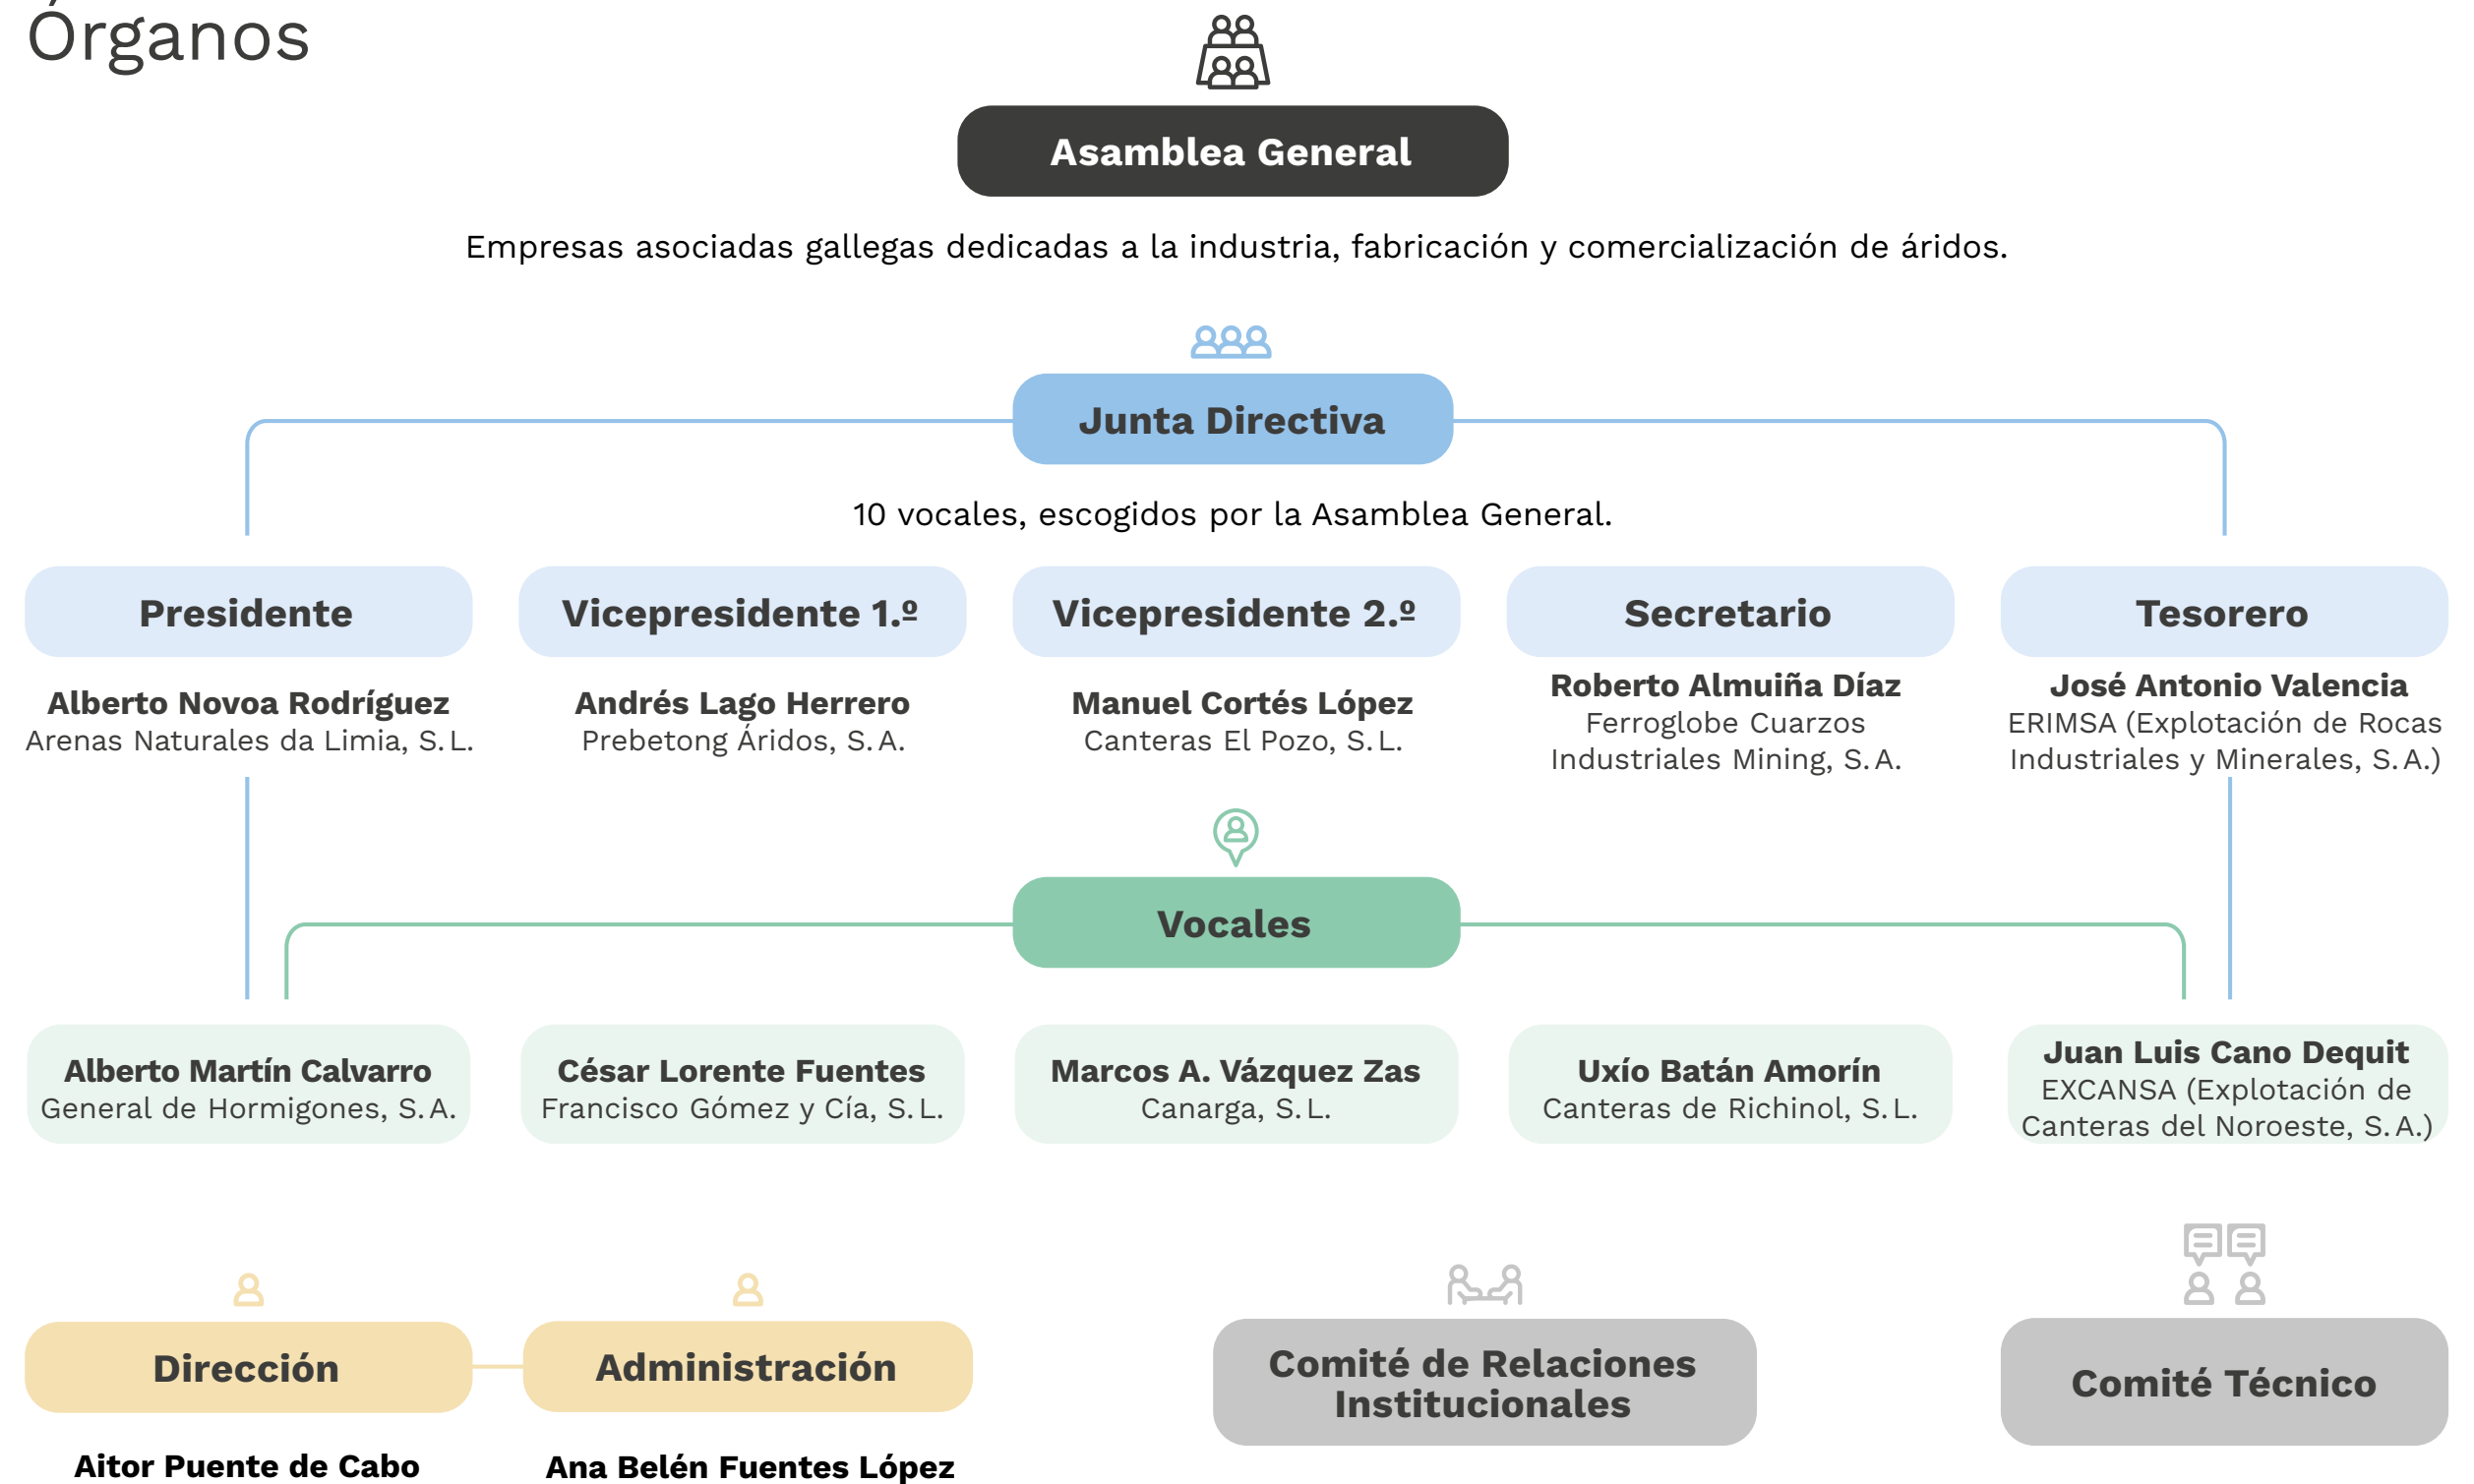 Órganos
Asamblea General
Empresas asociadas gallegas dedicadas a la industria, fabricación y comercialización de áridos.
Junta Directiva
10 vocales, escogidos por la Asamblea General.
Presidente
Alberto Novoa Rodríguez
Arenas Naturales da Limia, S. L.
Vicepresidente 1.º
Andrés Lago Herrero
Prebetong Áridos, S. A.
Vicepresidente 2.º
Manuel Cortés López
Canteras El Pozo, S. L.
Secretario
Roberto Almuiña Díaz
Ferroglobe Cuarzos
Industriales Mining, S. A.
Tesorero
José Antonio Valencia
ERIMSA (Explotación de Rocas
Industriales y Minerales, S. A.)
Vocales
Alberto Martín Calvarro
General de Hormigones, S. A.
César Lorente Fuentes
Francisco Gómez y Cía, S. L.
Marcos A. Vázquez Zas
Canarga, S. L.
Uxío Batán Amorín
Canteras de Richinol, S. L.
Juan Luis Cano Dequit
EXCANSA (Explotación de
Canteras del Noroeste, S. A.)
Dirección
Aitor Puente de Cabo
Administración
Ana Belén Fuentes López
Comité de Relaciones
Institucionales
Comité Técnico